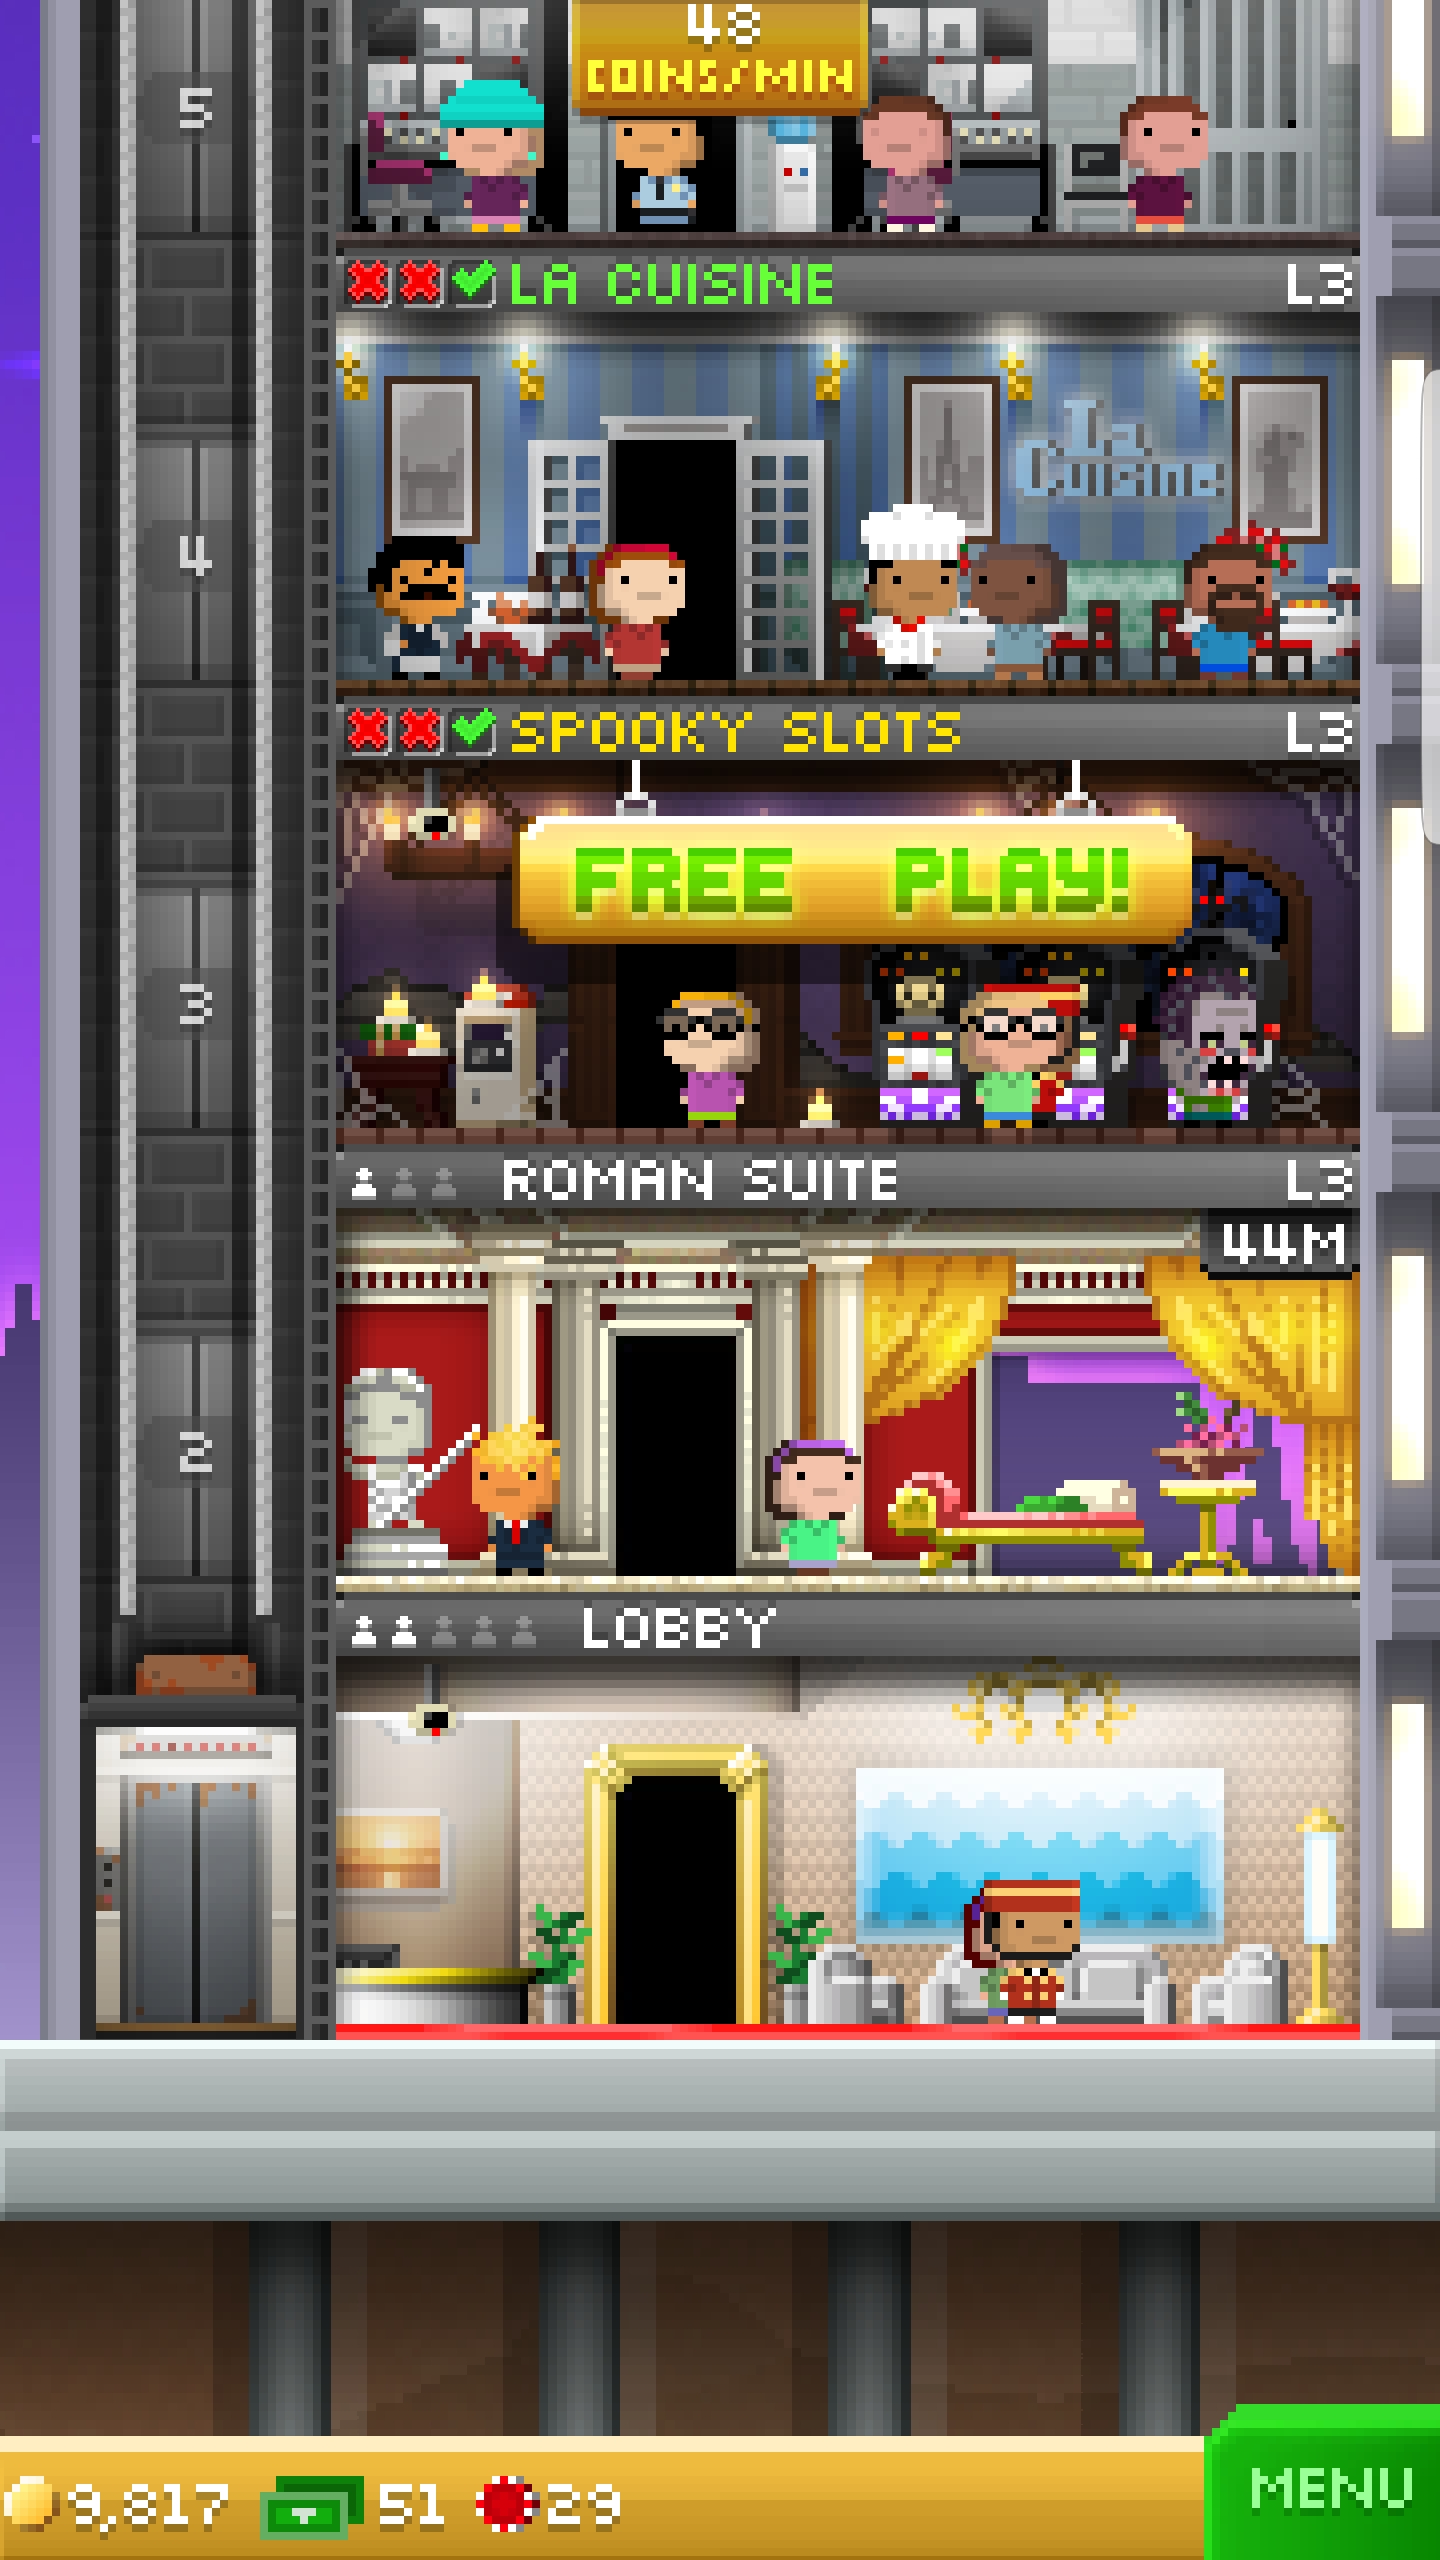 48
COINS/MIN
5
LA CUISINE L3
La
Cuisine
4
SPOOKY SLOTS L3
FREE PLAY!
3
ROMAN SUITE L3
44M
2
LOBBY
9,817 51 29
MENU